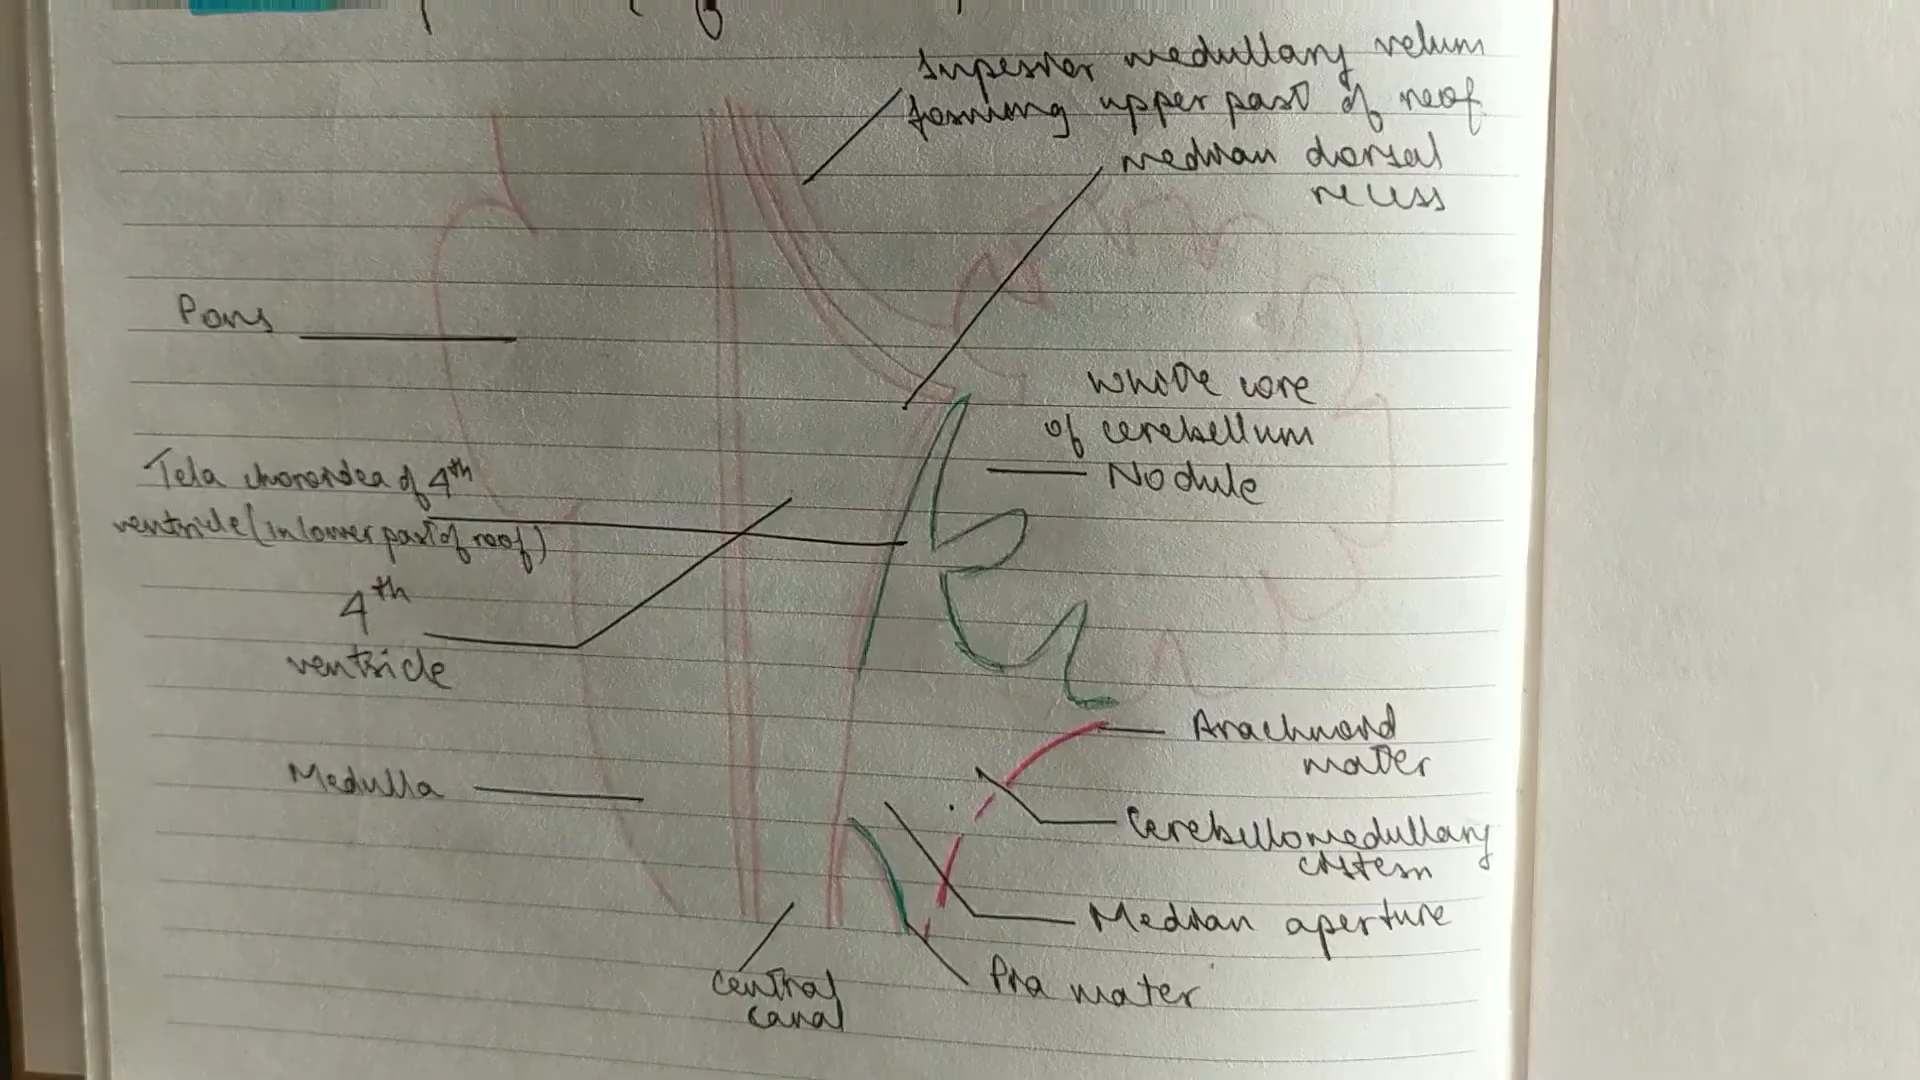 Superior medullary velum
forming upper part of roof
median dorsal
recess
Pons
White core
of cerebellum
Nodule
Tela choroidea of 4th
ventricle (in lower part of roof)
4th
ventricle
Arachnoid
mater
Medulla
Cerebellomedullary
cistern
Median aperture
Pia mater
central
canal